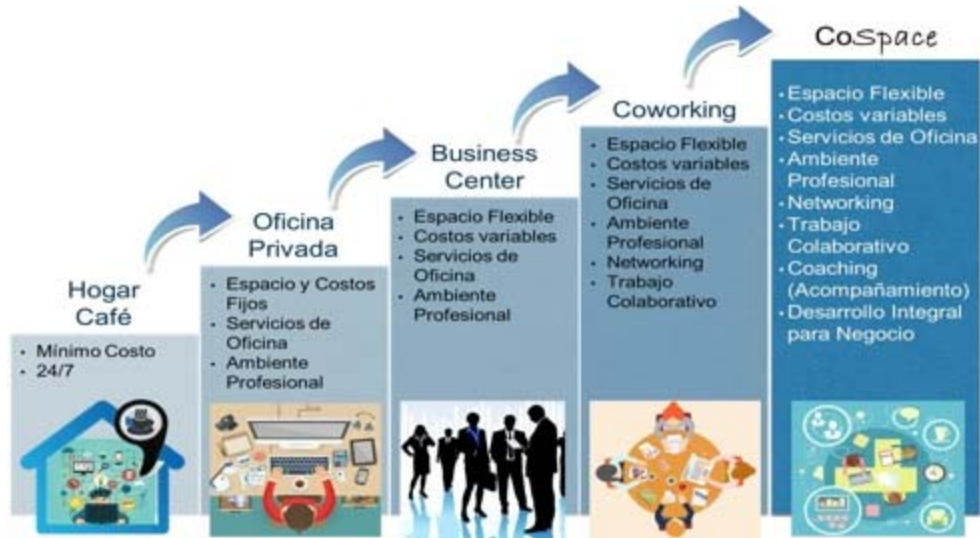 Hogar
Café
• Mínimo Costo
• 24/7
Oficina
Privada
• Espacio y Costos
Fijos
• Servicios de
Oficina
• Ambiente
Profesional
Business
Center
• Espacio Flexible
• Costos variables
• Servicios de
Oficina
• Ambiente
Profesional
Coworking
• Espacio Flexible
• Costos variables
• Servicios de
Oficina
• Ambiente
Profesional
• Networking
• Trabajo
Colaborativo
CoSpace
• Espacio Flexible
• Costos variables
• Servicios de Oficina
• Ambiente
Profesional
• Networking
• Trabajo
Colaborativo
• Coaching
(Acompañamiento)
• Desarrollo Integral
para Negocio